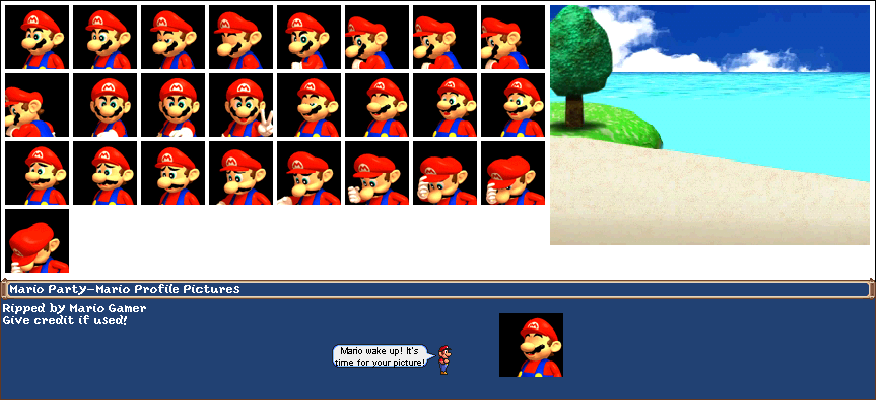 Mario Party-Mario Profile Pictures
Ripped by Mario Gamer
Give credit if used!
Mario wake up! It's
time for your picture!